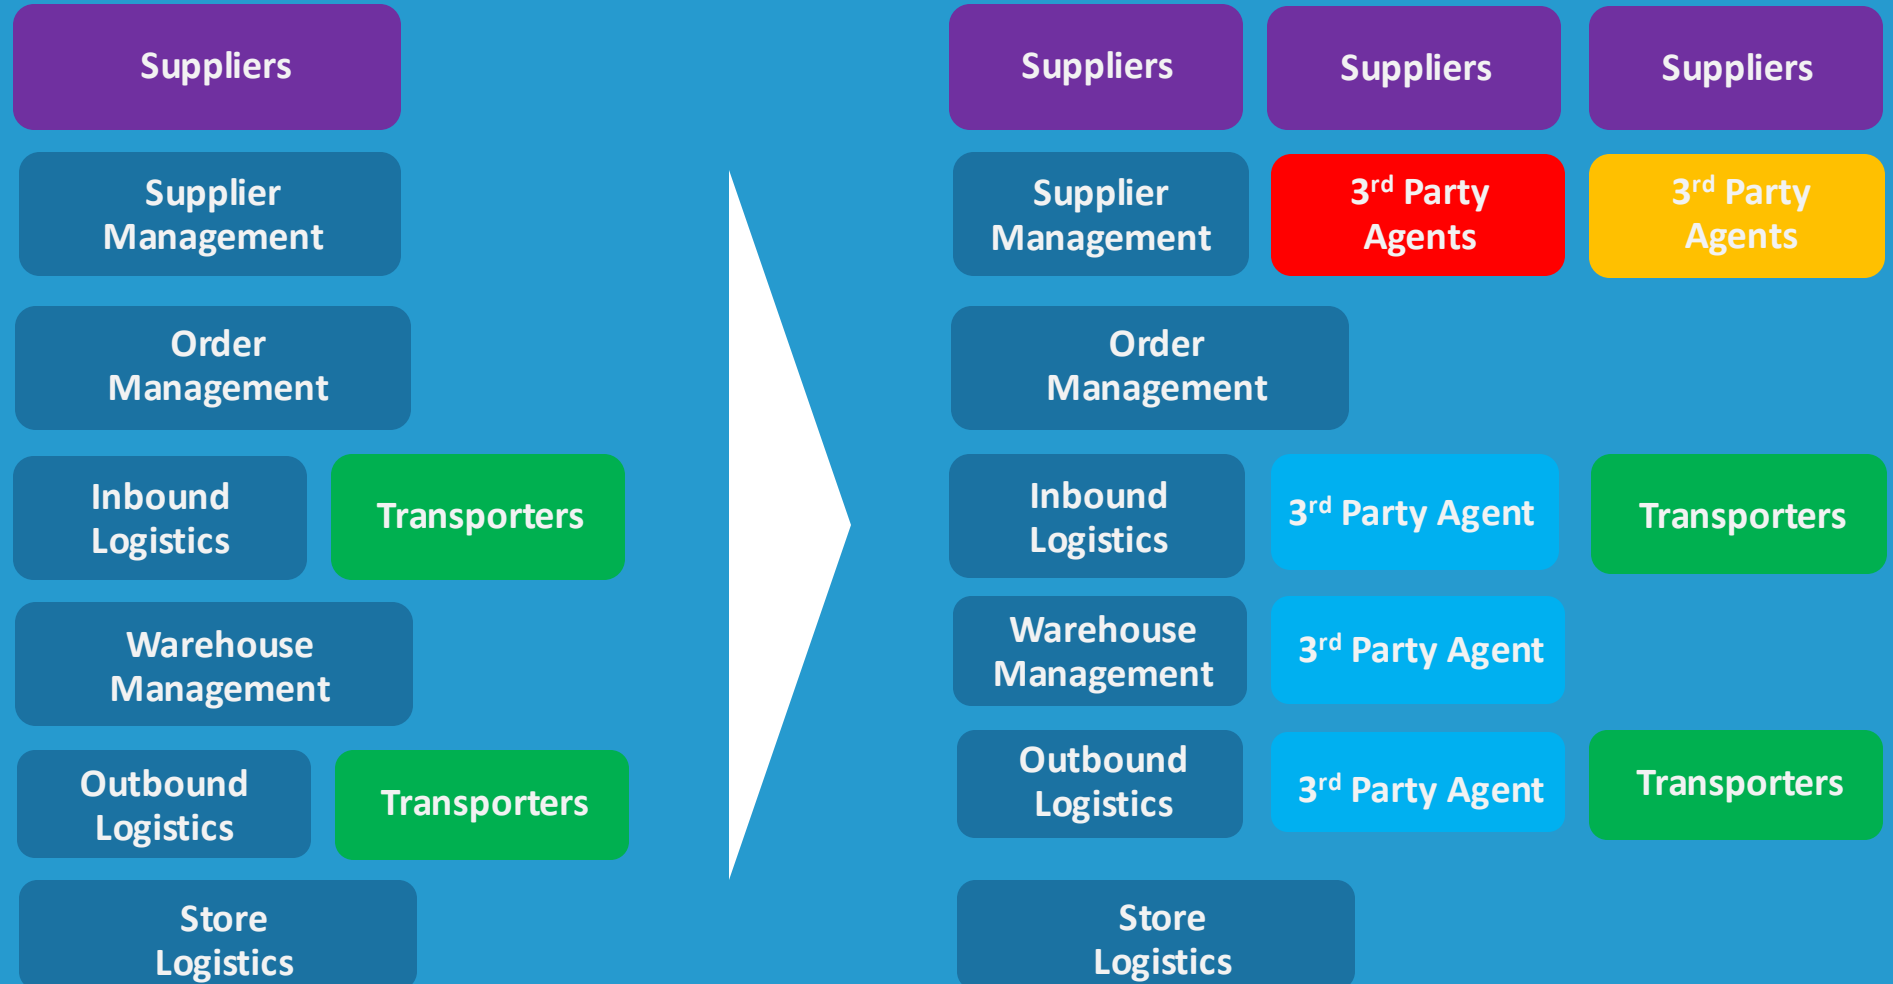 Suppliers
Supplier
Management
Order
Management
Inbound
Logistics
Transporters
Warehouse
Management
Outbound
Logistics
Transporters
Store
Logistics
Suppliers
Suppliers
Suppliers
Supplier
Management
3rd Party
Agents
3rd Party
Agents
Order
Management
Inbound
Logistics
3rd Party Agent
Transporters
Warehouse
Management
3rd Party Agent
Outbound
Logistics
3rd Party Agent
Transporters
Store
Logistics